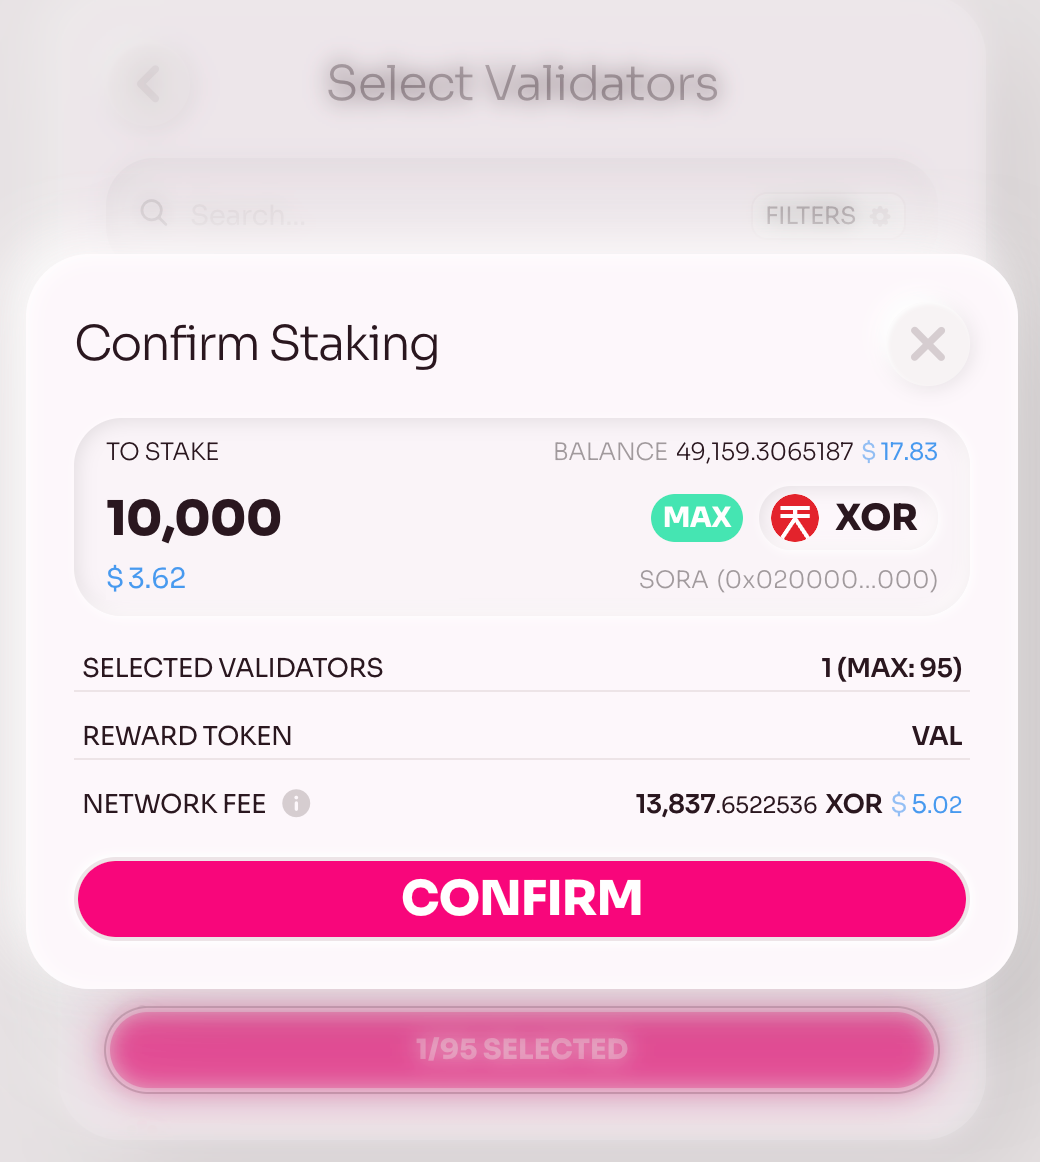 Select Validators
Search...
FILTERS
Confirm Staking
TO STAKE
BALANCE 49,159.3065187 $ 17.83
10,000
MAX
XOR
$ 3.62
SORA (0x020000...000)
SELECTED VALIDATORS
1 (MAX: 95)
REWARD TOKEN
VAL
NETWORK FEE
13,837.6522536 XOR $ 5.02
CONFIRM
1/95 SELECTED